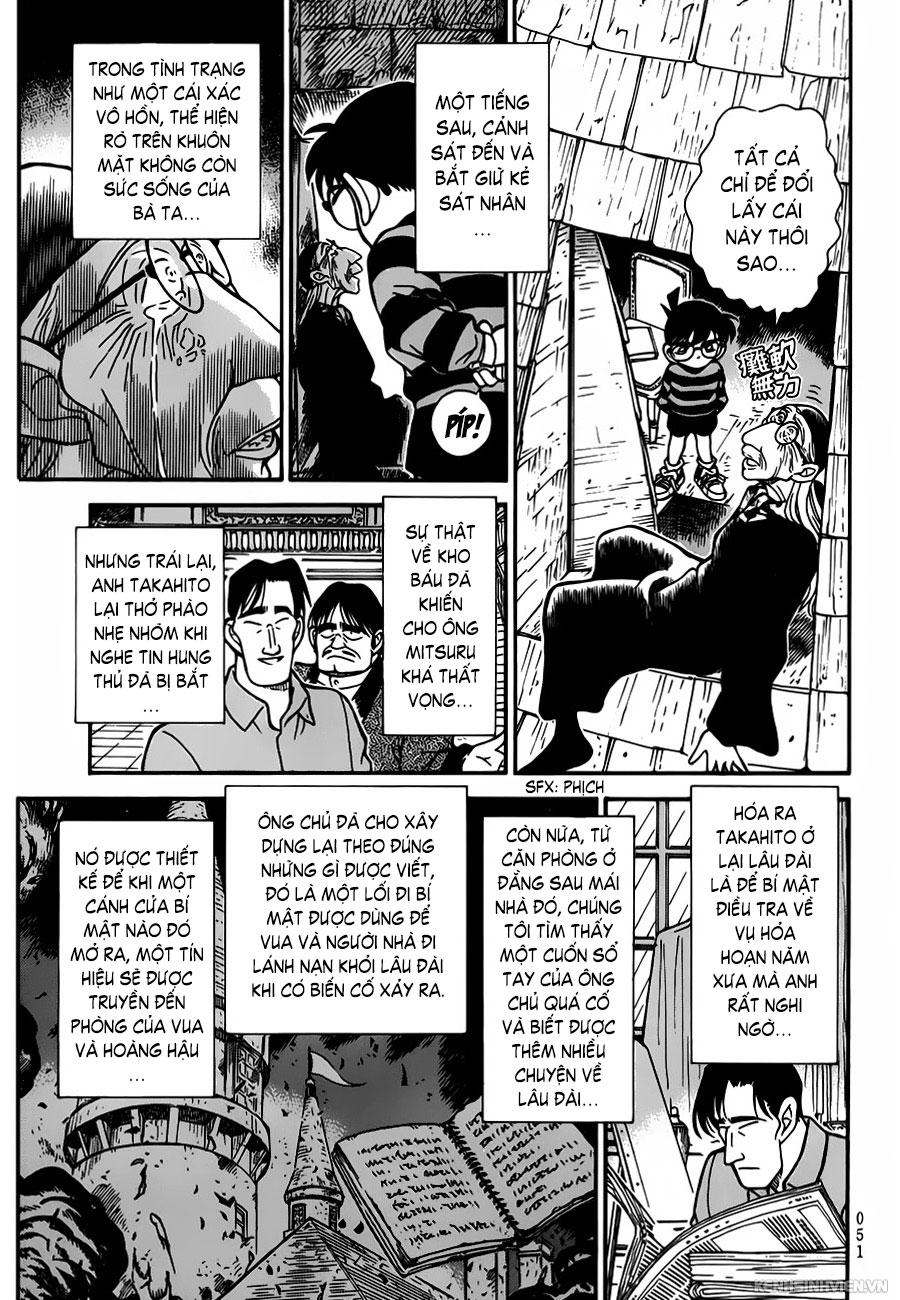 TẤT CẢ
CHỈ ĐỂ ĐỔI
LẤY CÁI
NÀY THÔI
SAO...
癱軟
無力
MỘT TIẾNG
SAU, CẢNH
SÁT ĐẾN VÀ
BẮT GIỮ KẺ
SÁT NHÂN
...
PÍP!
TRONG TÌNH TRẠNG
NHƯ MỘT CÁI XÁC
VÔ HỒN, THỂ HIỆN
RÕ TRÊN KHUÔN
MẶT KHÔNG CÒN
SỨC SỐNG CỦA
BÀ TA...
SFX: PHỊCH
SỰ THẬT
VỀ KHO
BÁU ĐÃ
KHIẾN
CHO ÔNG
MITSURU
KHÁ THẤT
VỌNG...
NHƯNG TRÁI LẠI,
ANH TAKAHITO
LẠI THỞ PHÀO
NHẸ NHÕM KHI
NGHE TIN HUNG
THỦ ĐÃ BỊ BẮT
...
HÓA RA
TAKAHITO Ở
LẠI LÂU ĐÀI
LÀ ĐỂ BÍ MẬT
ĐIỀU TRA VỀ
VỤ HỎA
HOẠN NĂM
XƯA MÀ ANH
RẤT NGHI
NGỜ...
CÒN NỮA, TỪ
CĂN PHÒNG Ở
ĐẰNG SAU MÁI
NHÀ ĐÓ, CHÚNG
TÔI TÌM THẤY
MỘT CUỐN SỔ
TAY CỦA ÔNG
CHỦ QUÁ CỐ
VÀ BIẾT ĐƯỢC
THÊM NHIỀU
CHUYỆN VỀ
LÂU ĐÀI...
ÔNG CHỦ ĐÃ CHO XÂY
DỰNG LẠI THEO ĐÚNG
NHỮNG GÌ ĐƯỢC VIẾT,
ĐÓ LÀ MỘT LỐI ĐI BÍ
MẬT ĐƯỢC DÙNG ĐỂ
VUA VÀ NGƯỜI NHÀ ĐI
LÁNH NẠN KHỎI LÂU ĐÀI
KHI CÓ BIẾN CỐ XẢY RA.
NÓ ĐƯỢC THIẾT
KẾ ĐỂ KHI MỘT
CÁNH CỬA BÍ
MẬT NÀO ĐÓ
MỞ RA, MỘT TÍN
HIỆU SẼ ĐƯỢC
TRUYỀN ĐẾN
PHÒNG CỦA VUA
VÀ HOÀNG HẬU
...
051
KENHSINHVIEN.VN